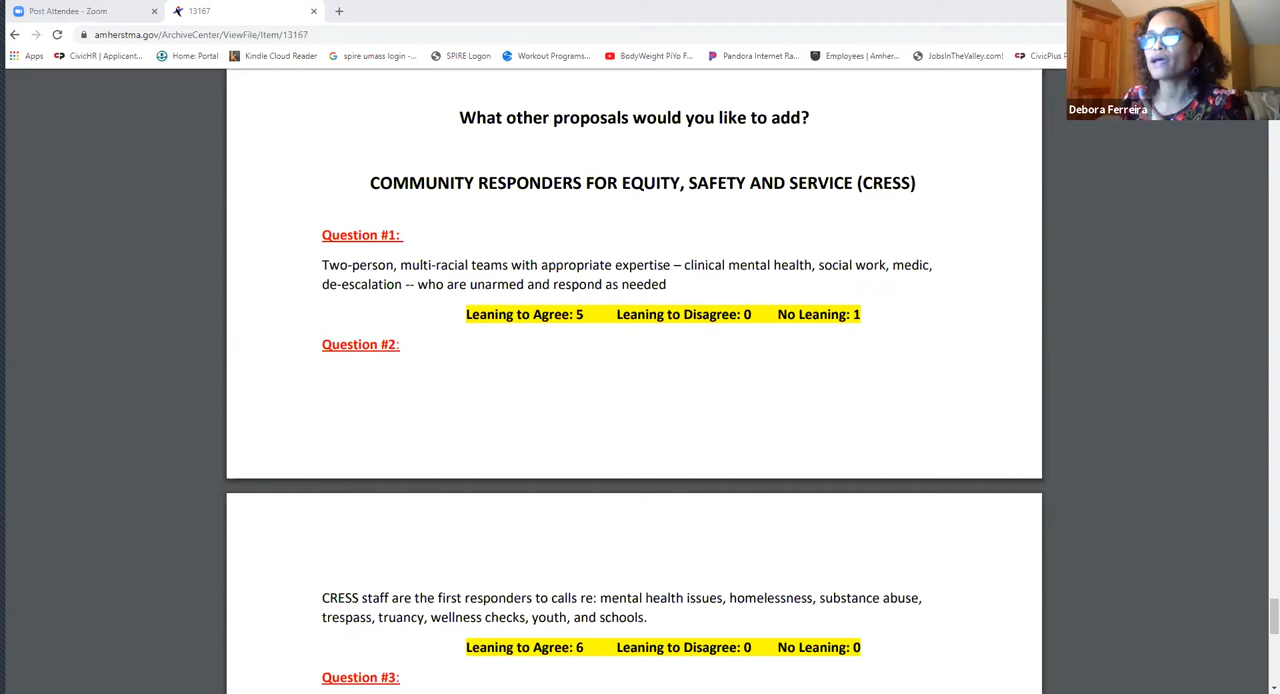 Post Attendee - Zoom
13167
amherstma.gov/ArchiveCenter/ViewFile/Item/13167
Apps CivicHR | Applicant... Home: Portal Kindle Cloud Reader spire umass login -... SPIRE Logon Workout Programs... BodyWeight PiYo F... Pandora Internet Ra... Employees | Amher... JobsInTheValley.com! CivicPlus P
Debora Ferreira
What other proposals would you like to add?
COMMUNITY RESPONDERS FOR EQUITY, SAFETY AND SERVICE (CRESS)
Question #1:
Two-person, multi-racial teams with appropriate expertise – clinical mental health, social work, medic,
de-escalation -- who are unarmed and respond as needed
Leaning to Agree: 5 Leaning to Disagree: 0 No Leaning: 1
Question #2:
CRESS staff are the first responders to calls re: mental health issues, homelessness, substance abuse,
trespass, truancy, wellness checks, youth, and schools.
Leaning to Agree: 6 Leaning to Disagree: 0 No Leaning: 0
Question #3: